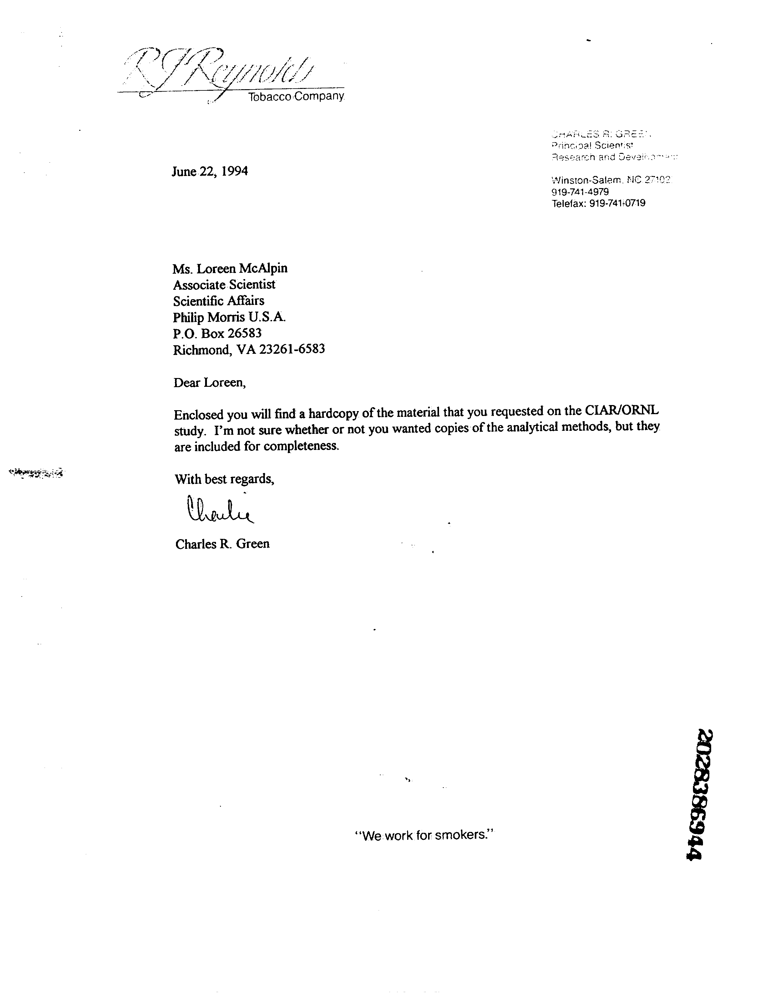 RJReynolds
Tobacco Company
CHARLES R. GREEN
Principal Scientist
Research and Development
Winston-Salem, NC 27102
919-741-4979
Telefax: 919-741-0719
June 22, 1994
Ms. Loreen McAlpin
Associate Scientist
Scientific Affairs
Philip Morris U.S.A.
P.O. Box 26583
Richmond, VA 23261-6583
Dear Loreen,
Enclosed you will find a hardcopy of the material that you requested on the CIAR/ORNL
study. I'm not sure whether or not you wanted copies of the analytical methods, but they
are included for completeness.
With best regards,
Charlie
Charles R. Green
"We work for smokers."
2028386944